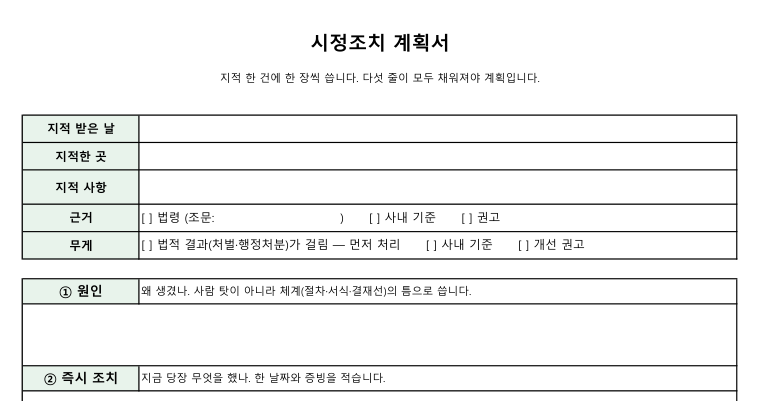 시정조치 계획서
지적 한 건에 한 장씩 씁니다. 다섯 줄이 모두 채워져야 계획입니다.
지적 받은 날
지적한 곳
지적 사항
근거 [ ] 법령 (조문: ) [ ] 사내 기준 [ ] 권고
무게 [ ] 법적 결과(처벌·행정처분)가 걸림 — 먼저 처리 [ ] 사내 기준 [ ] 개선 권고
① 원인 왜 생겼나. 사람 탓이 아니라 체계(절차·서식·결재선)의 틈으로 씁니다.
② 즉시 조치 지금 당장 무엇을 했나. 한 날짜와 증빙을 적습니다.